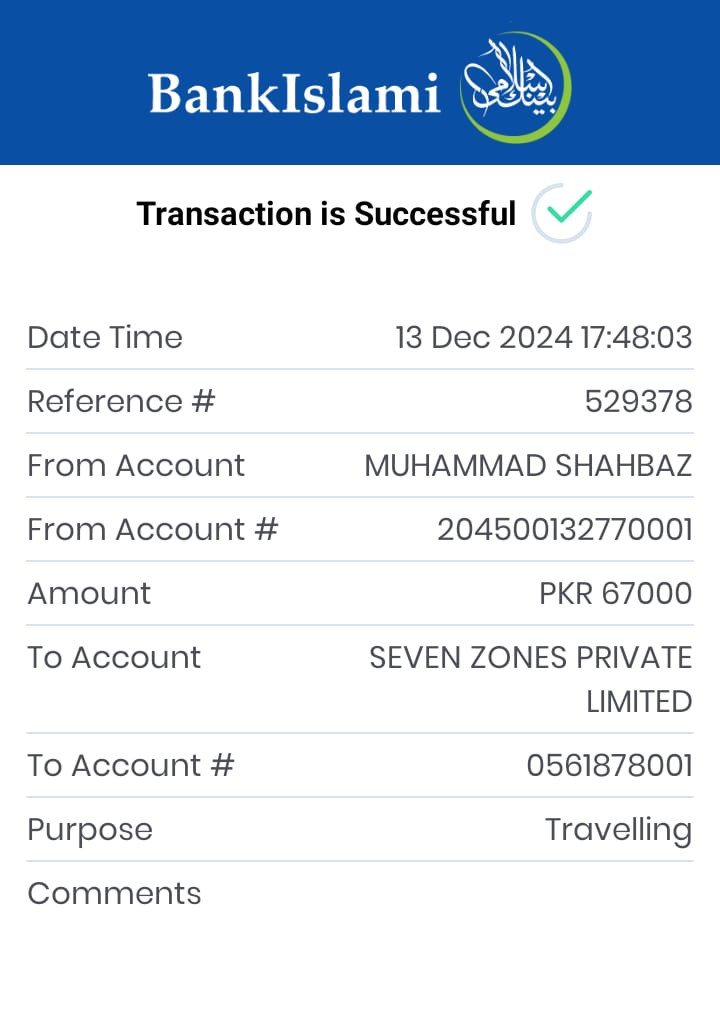 BankIslami
بینک اسلامی
Transaction is Successful
Date Time 13 Dec 2024 17:48:03
Reference # 529378
From Account MUHAMMAD SHAHBAZ
From Account # 204500132770001
Amount PKR 67000
To Account SEVEN ZONES PRIVATE
LIMITED
To Account # 0561878001
Purpose Travelling
Comments